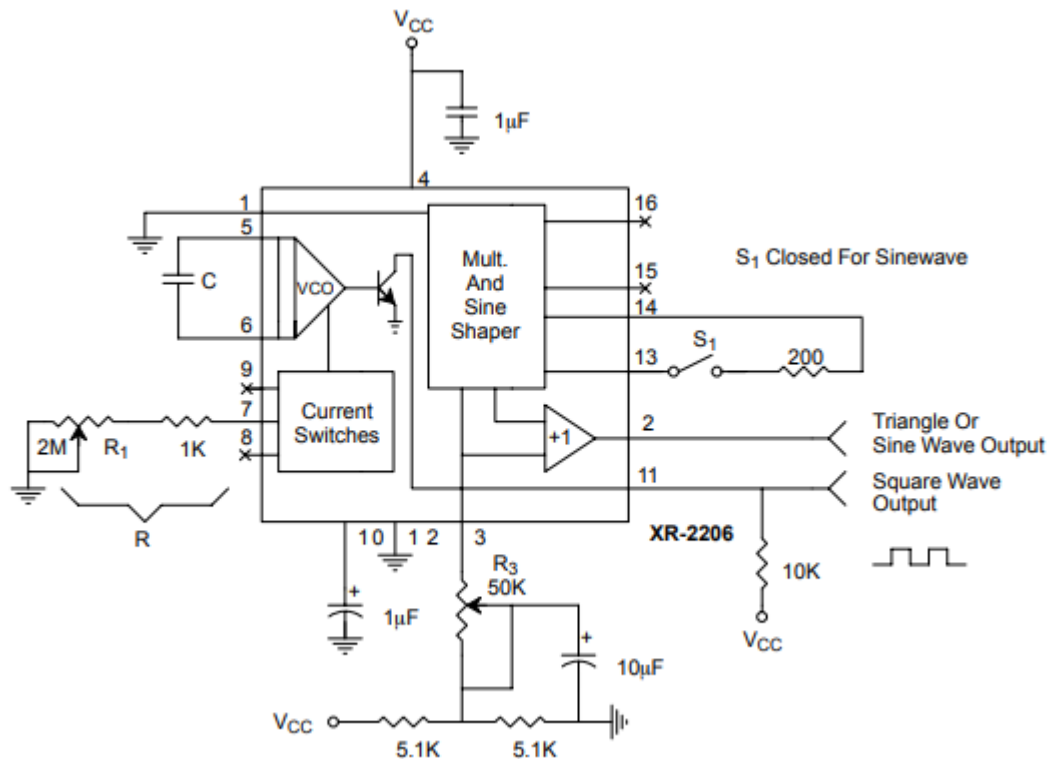 VCC
1μF
4
1
16
5
15
S1 Closed For Sinewave
Mult.
And
Sine
Shaper
VCO
C
14
6
S1
13
200
9
Current
Switches
7
2M
R1
1K
8
+1
2
Triangle Or
Sine Wave Output
11
Square Wave
Output
R
10
12
3
XR-2206
R3
50K
10K
+
1μF
VCC
+
10μF
VCC
5.1K
5.1K